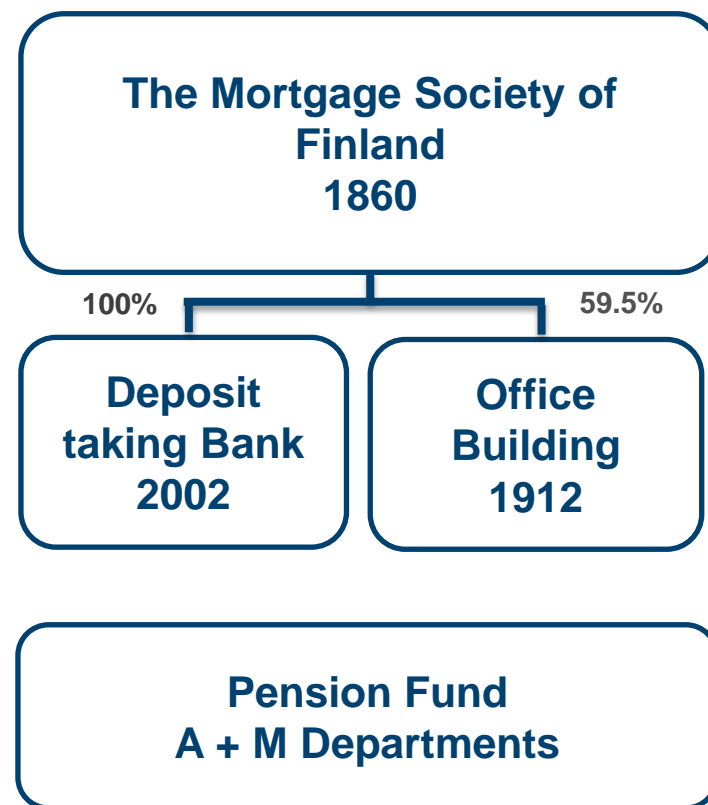 The Mortgage Society of
Finland
1860
100%
59.5%
Deposit
taking Bank
2002
Office
Building
1912
Pension Fund
A + M Departments